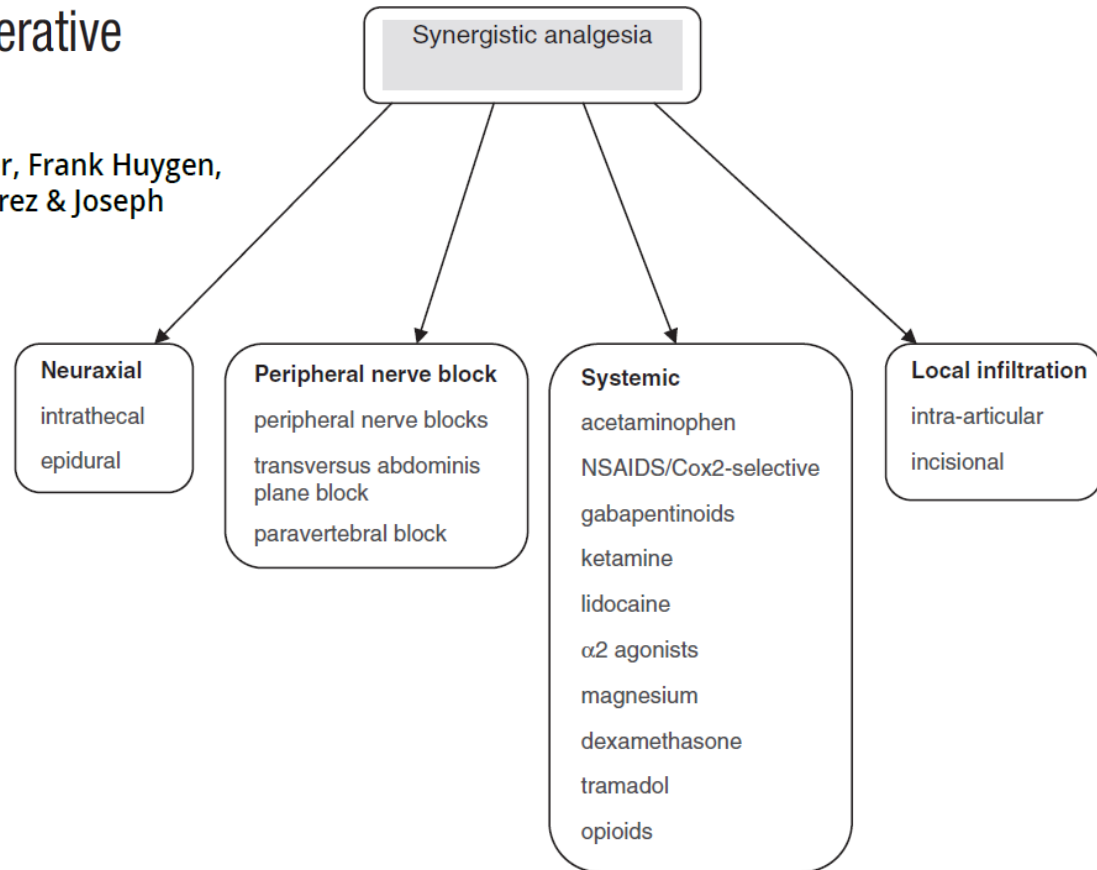 erative
r, Frank Huygen,
rez & Joseph
Synergistic analgesia
Neuraxial
intrathecal
epidural
Peripheral nerve block
peripheral nerve blocks
transversus abdominis
plane block
paravertebral block
Systemic
acetaminophen
NSAIDS/Cox2-selective
gabapentinoids
ketamine
lidocaine
α2 agonists
magnesium
dexamethasone
tramadol
opioids
Local infiltration
intra-articular
incisional